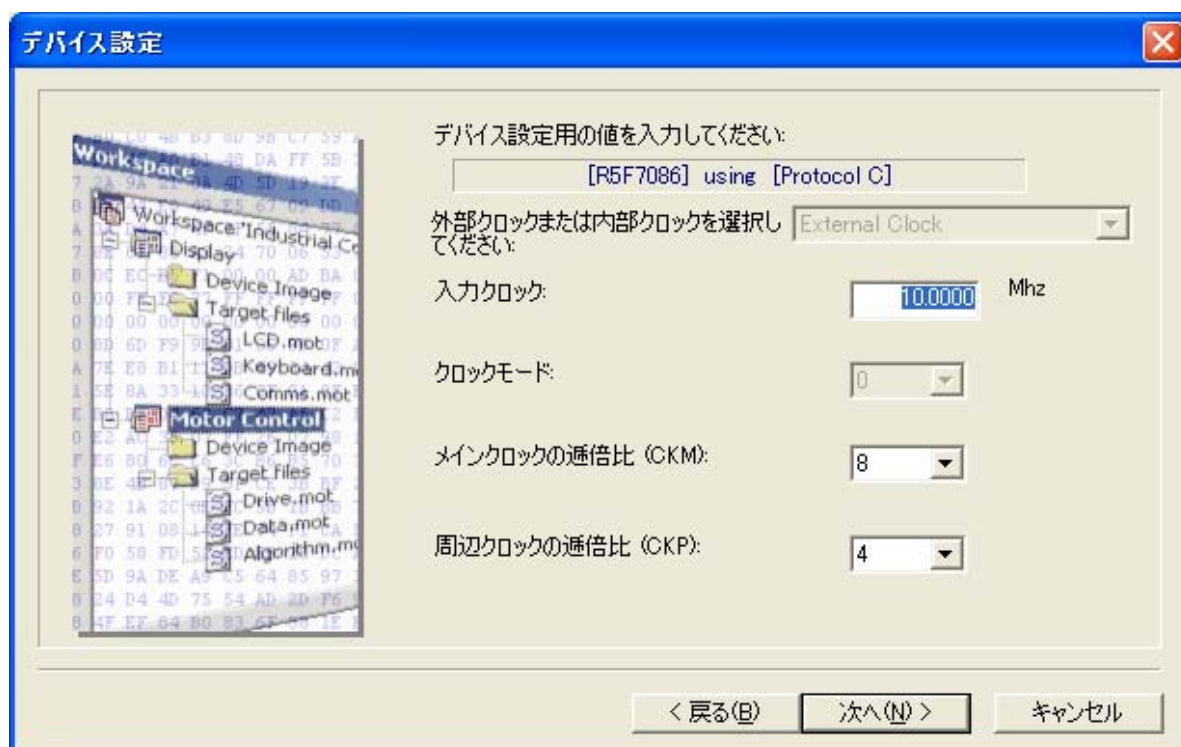 デバイス設定
デバイス設定用の値を入力してください:
[R5F7086] using [Protocol C]
外部クロックまたは内部クロックを選択し
てください:
External Clock
入力クロック:
10.0000
Mhz
クロックモード:
0
メインクロックの逓倍比 (CKM):
8
周辺クロックの逓倍比 (CKP):
4
Workspace
Workspace 'Industrial Co
Display
Device Image
Target files
LCD.mot
Keyboard.m
Comms.mot
Motor Control
Device Image
Target files
Drive.mot
Data.mot
Algorithm.m
< 戻る(B)
次へ(N) >
キャンセル